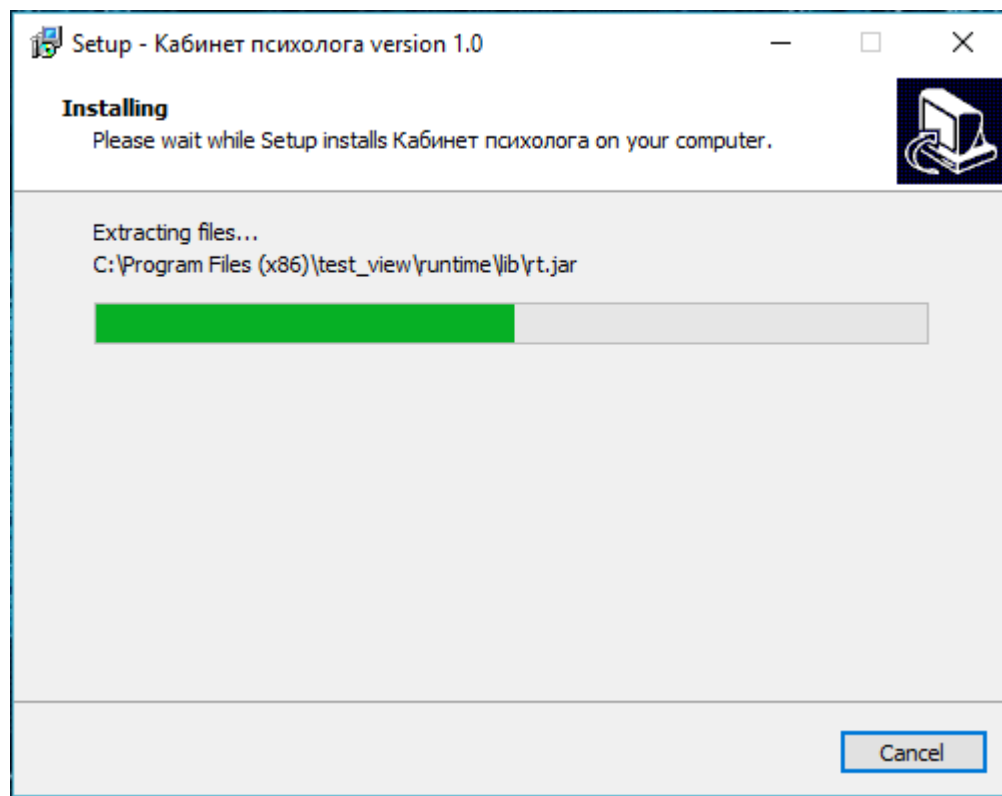 Setup - Кабинет психолога version 1.0
Installing
Please wait while Setup installs Кабинет психолога on your computer.
Extracting files...
C:\Program Files (x86)\test_view\runtime\lib\rt.jar
Cancel